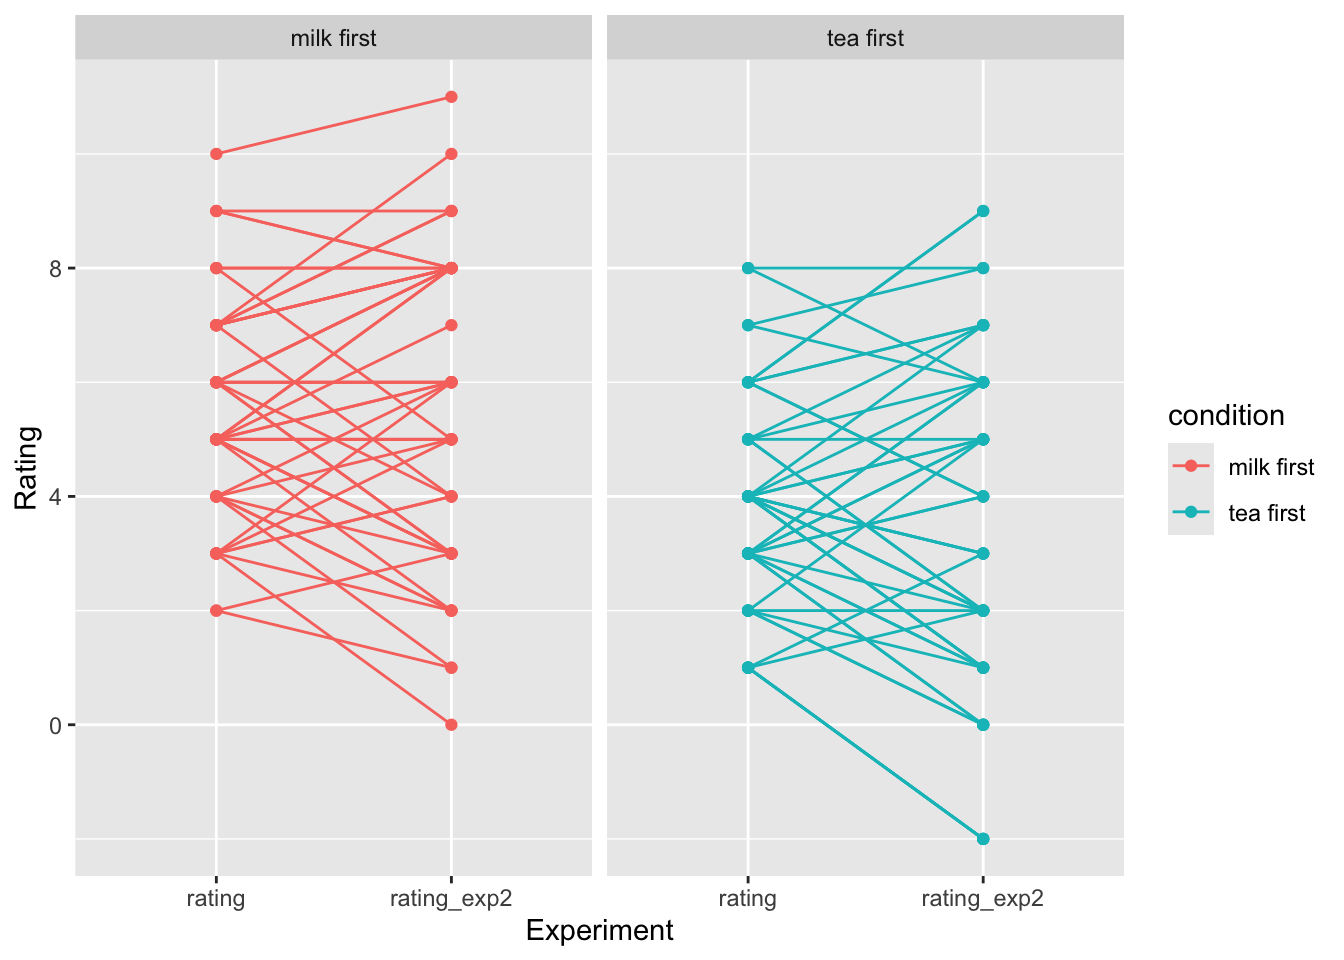 milk first
tea first
Rating
8
4
0
rating
rating_exp2
rating
rating_exp2
Experiment
condition
milk first
tea first